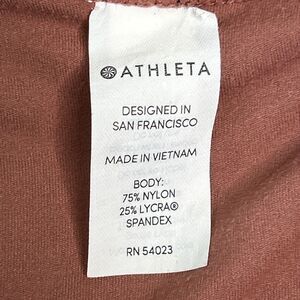 ATHLETA
DESIGNED IN
SAN FRANCISCO
MADE IN VIETNAM
BODY:
75% NYLON
25% LYCRA®
SPANDEX
RN 54023